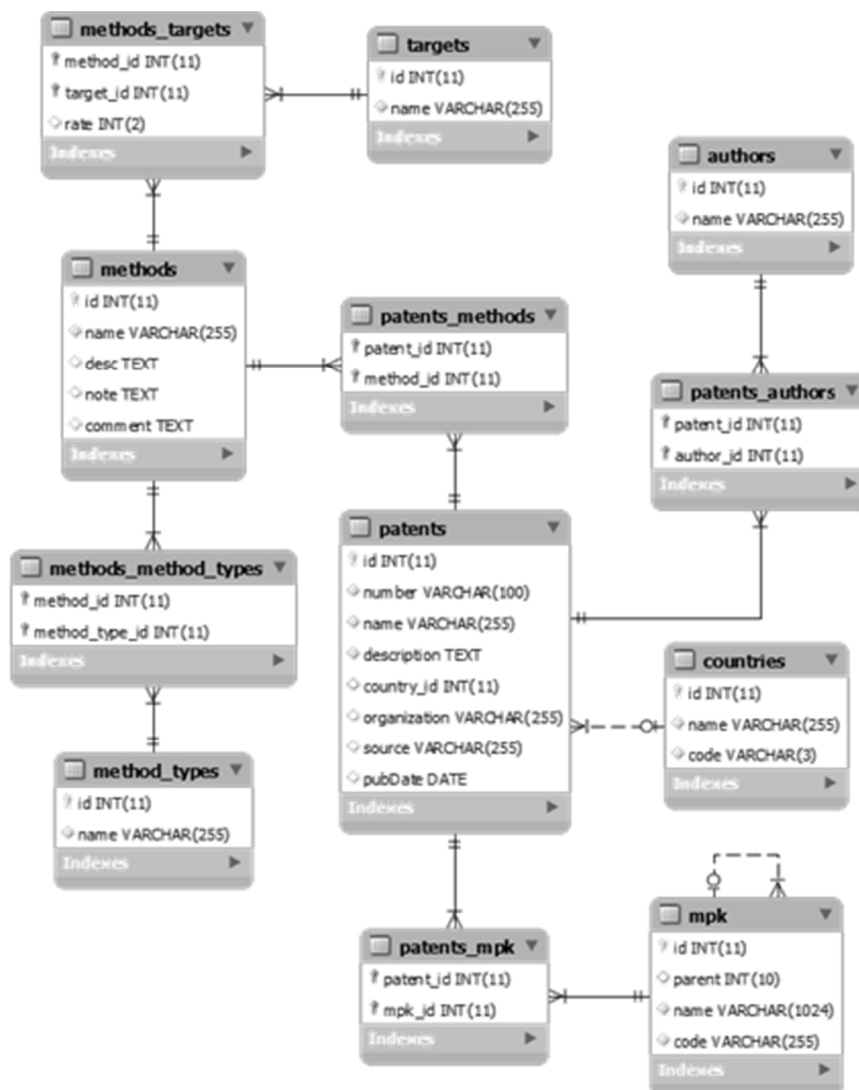 methods_targets
method_id INT(11)
target_id INT(11)
rate INT(2)
Indexes
targets
id INT(11)
name VARCHAR(255)
Indexes
authors
id INT(11)
name VARCHAR(255)
Indexes
methods
id INT(11)
name VARCHAR(255)
desc TEXT
note TEXT
comment TEXT
Indexes
patents_methods
patent_id INT(11)
method_id INT(11)
Indexes
patents_authors
patent_id INT(11)
author_id INT(11)
Indexes
methods_method_types
method_id INT(11)
method_type_id INT(11)
Indexes
patents
id INT(11)
number VARCHAR(100)
name VARCHAR(255)
description TEXT
country_id INT(11)
organization VARCHAR(255)
source VARCHAR(255)
pubDate DATE
Indexes
countries
id INT(11)
name VARCHAR(255)
code VARCHAR(3)
Indexes
method_types
id INT(11)
name VARCHAR(255)
Indexes
patents_mpk
patent_id INT(11)
mpk_id INT(11)
Indexes
mpk
id INT(11)
parent INT(10)
name VARCHAR(1024)
code VARCHAR(255)
Indexes